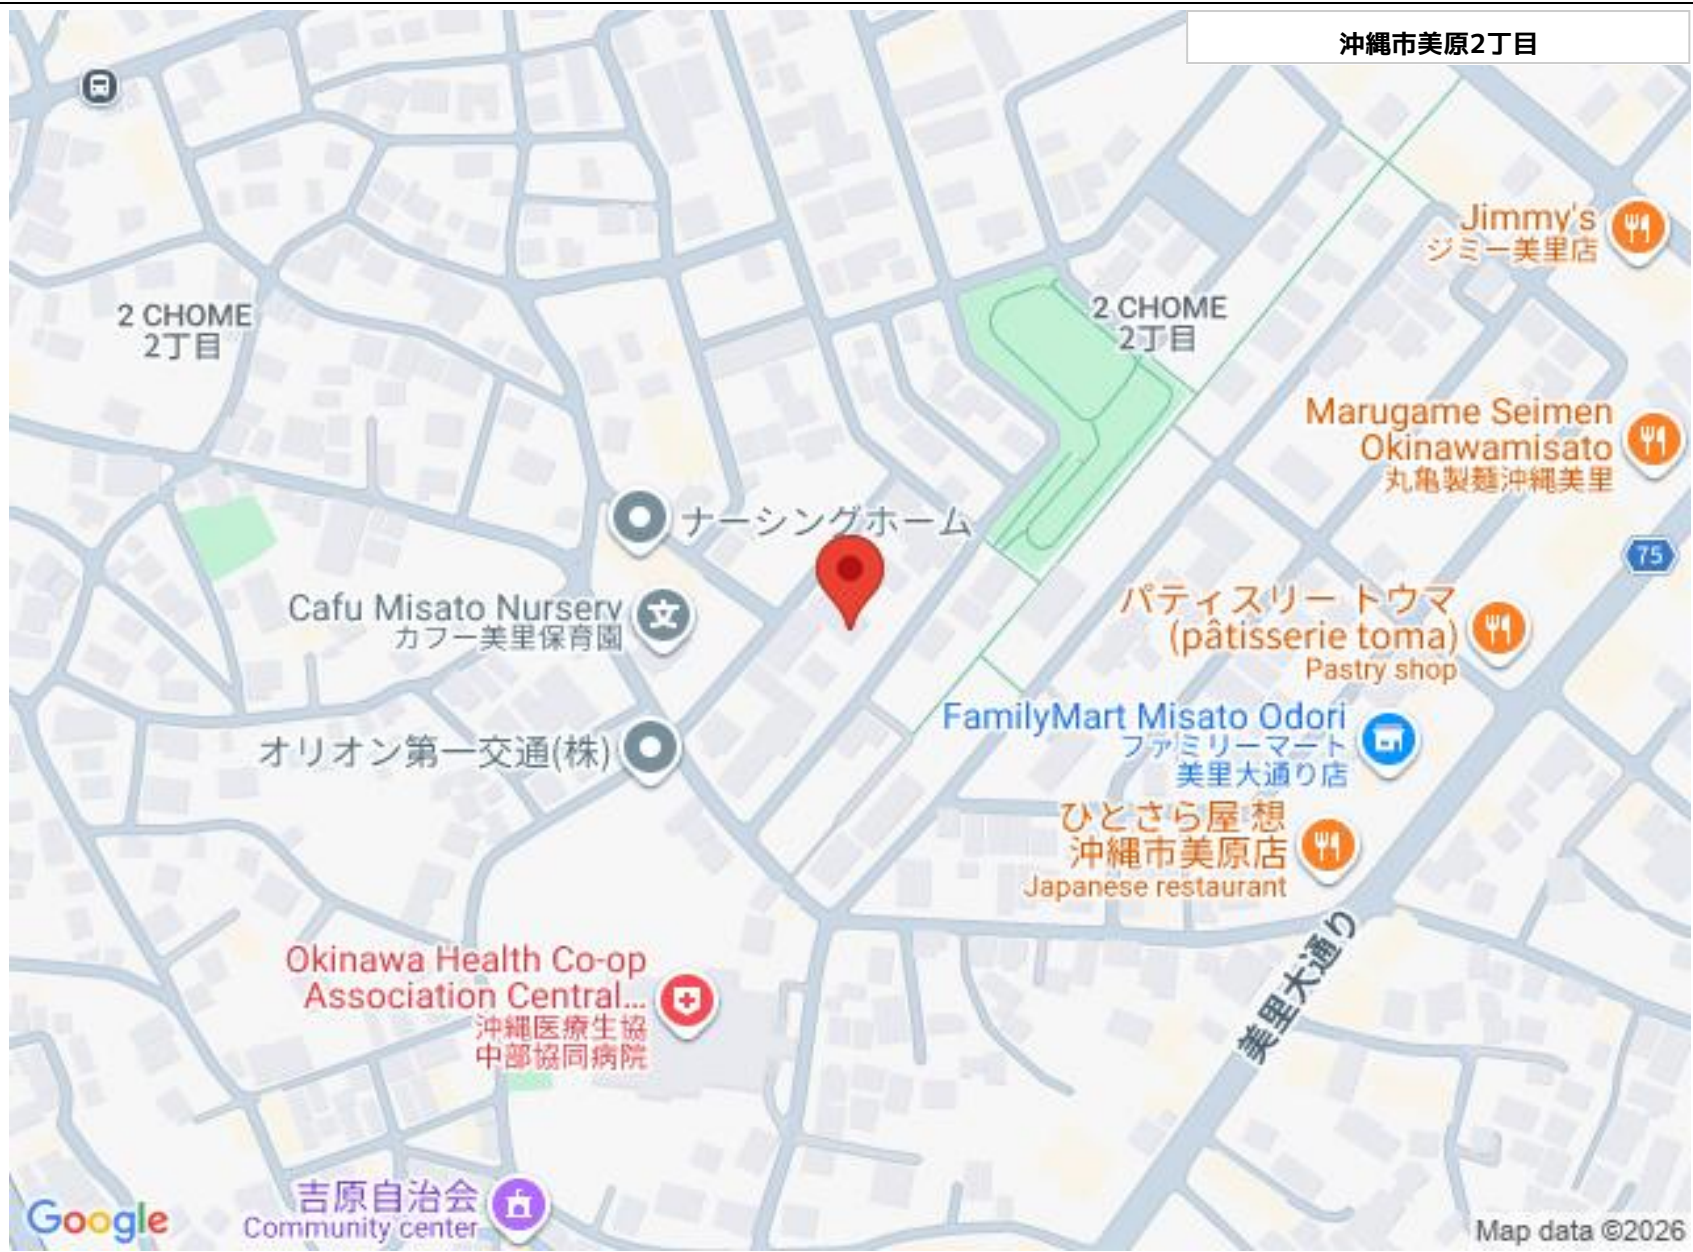 沖縄市美原2丁目
Jimmy's
ジミー美里店
2 CHOME
2丁目
2 CHOME
2丁目
Marugame Seimen
Okinawamisato
丸亀製麺沖縄美里
ナーシングホーム
75
Cafu Misato Nursery
カフー美里保育園
パティスリー トウマ
(pâtisserie toma)
Pastry shop
FamilyMart Misato Odori
ファミリーマート
美里大通り店
オリオン第一交通(株)
ひとさら屋 想
沖縄市美原店
Japanese restaurant
美里大通り
Okinawa Health Co-op
Association Central...
沖縄医療生協
中部協同病院
吉原自治会
Community center
Google
Map data ©2026